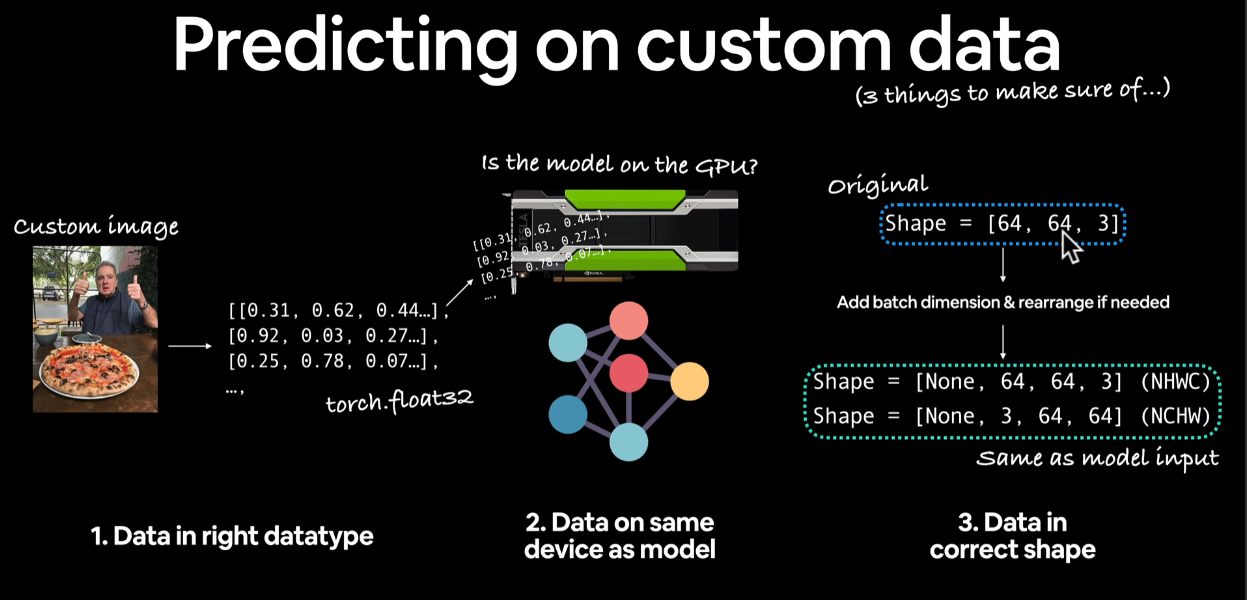 Predicting on custom data
(3 things to make sure of...)
Custom image
[[0.31, 0.62, 0.44…],
[0.92, 0.03, 0.27…],
[0.25, 0.78, 0.07…],
…,
torch.float32
1. Data in right datatype
Is the model on the GPU?
[[0.31, 0.62, 0.44…],
[0.92, 0.03, 0.27…],
[0.25, 0.78, 0.07…],
…,
NVIDIA
2. Data on same
device as model
Original
Shape = [64, 64, 3]
Add batch dimension & rearrange if needed
Shape = [None, 64, 64, 3] (NHWC)
Shape = [None, 3, 64, 64] (NCHW)
Same as model input
3. Data in
correct shape